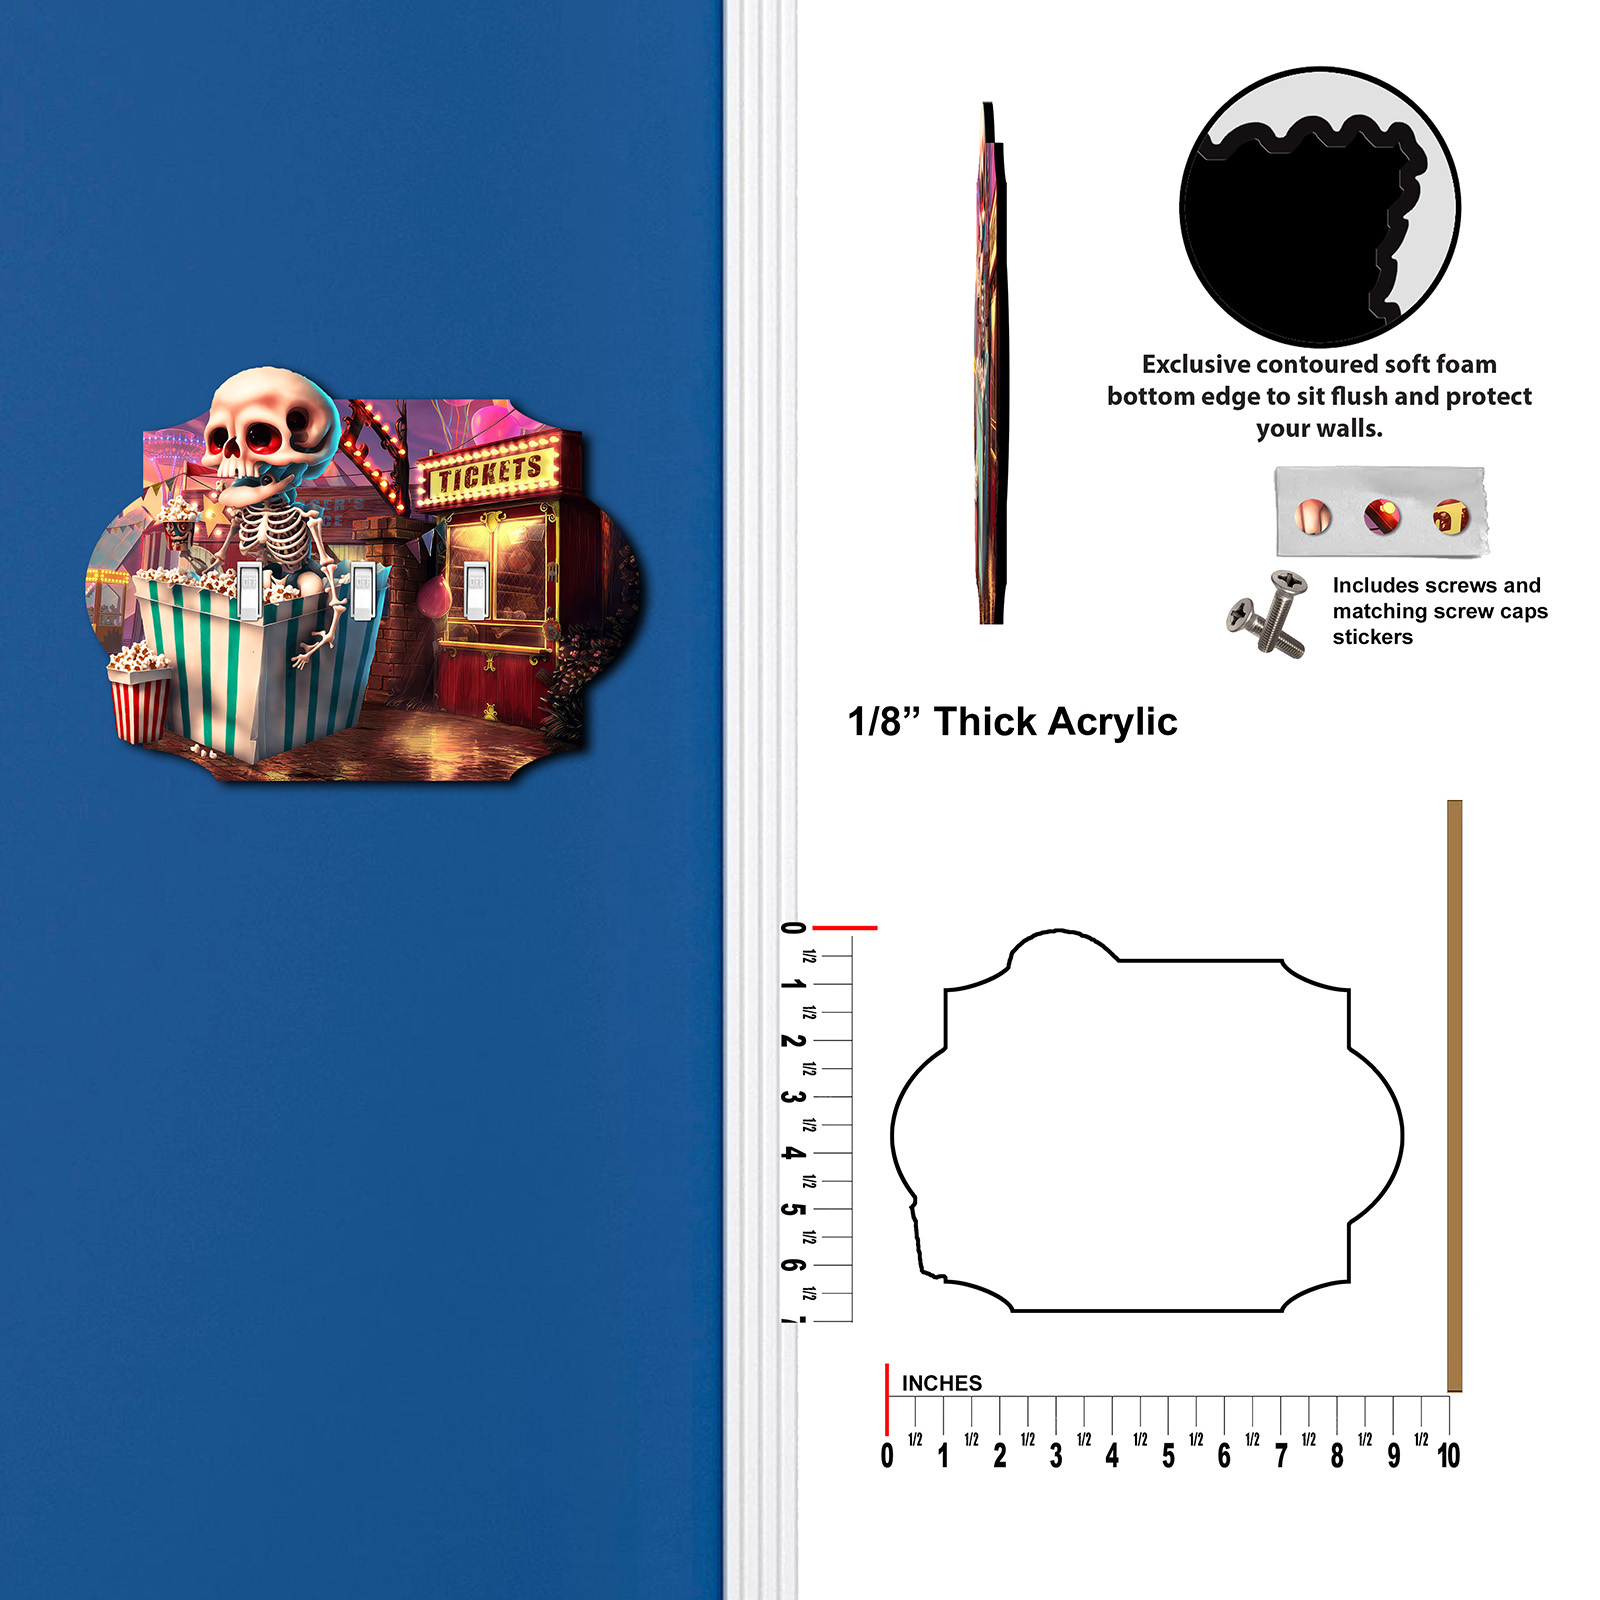 TICKETS
Exclusive contoured soft foam
bottom edge to sit flush and protect
your walls.
Includes screws and
matching screw caps
stickers
1/8” Thick Acrylic
0
1/2
1
1/2
2
1/2
3
1/2
4
1/2
5
1/2
6
1/2
INCHES
0 1/2 1 1/2 2 1/2 3 1/2 4 1/2 5 1/2 6 1/2 7 1/2 8 1/2 9 1/2 10